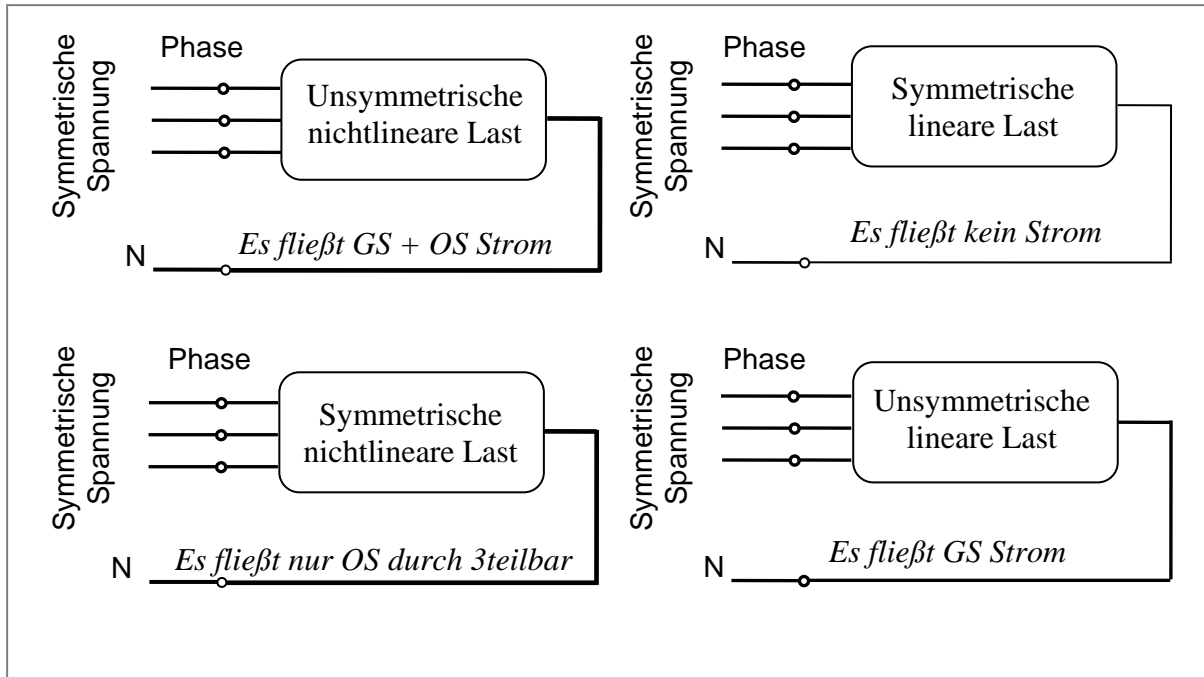 Symmetrische
Spannung
Phase
Unsymmetrische
nichtlineare Last
N
Es fließt GS + OS Strom
Symmetrische
Spannung
Phase
Symmetrische
lineare Last
N
Es fließt kein Strom
Symmetrische
Spannung
Phase
Symmetrische
nichtlineare Last
N
Es fließt nur OS durch 3teilbar
Symmetrische
Spannung
Phase
Unsymmetrische
lineare Last
N
Es fließt GS Strom